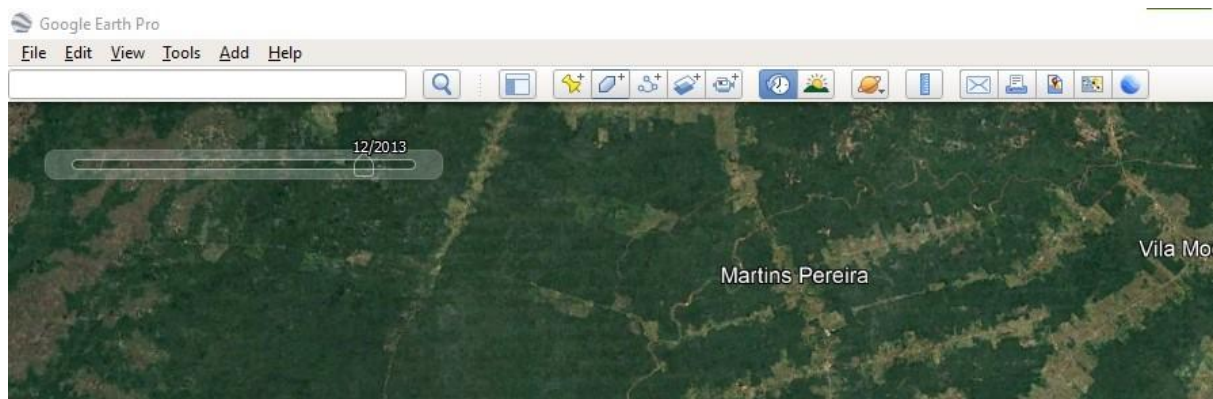 Google Earth Pro
File Edit View Tools Add Help
12/2013
Vila Mo
Martins Pereira